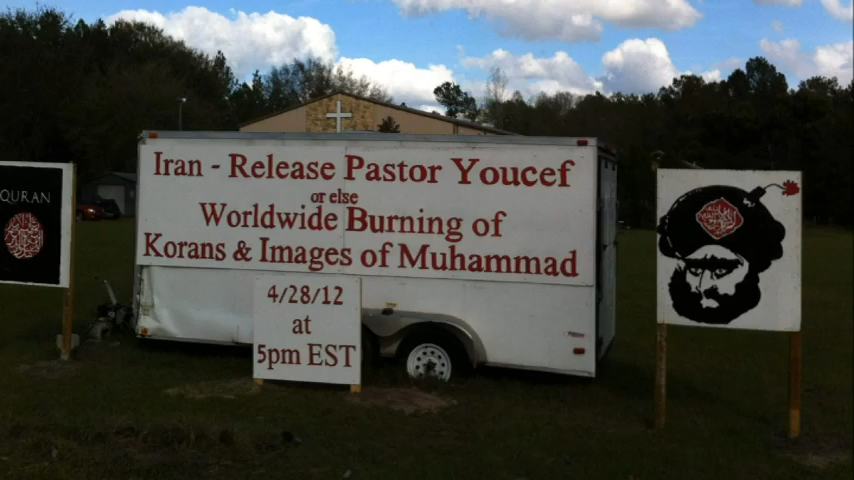 QURAN
Iran - Release Pastor Youcef
or else
Worldwide Burning of
Korans & Images of Muhammad
4/28/12
at
5pm EST